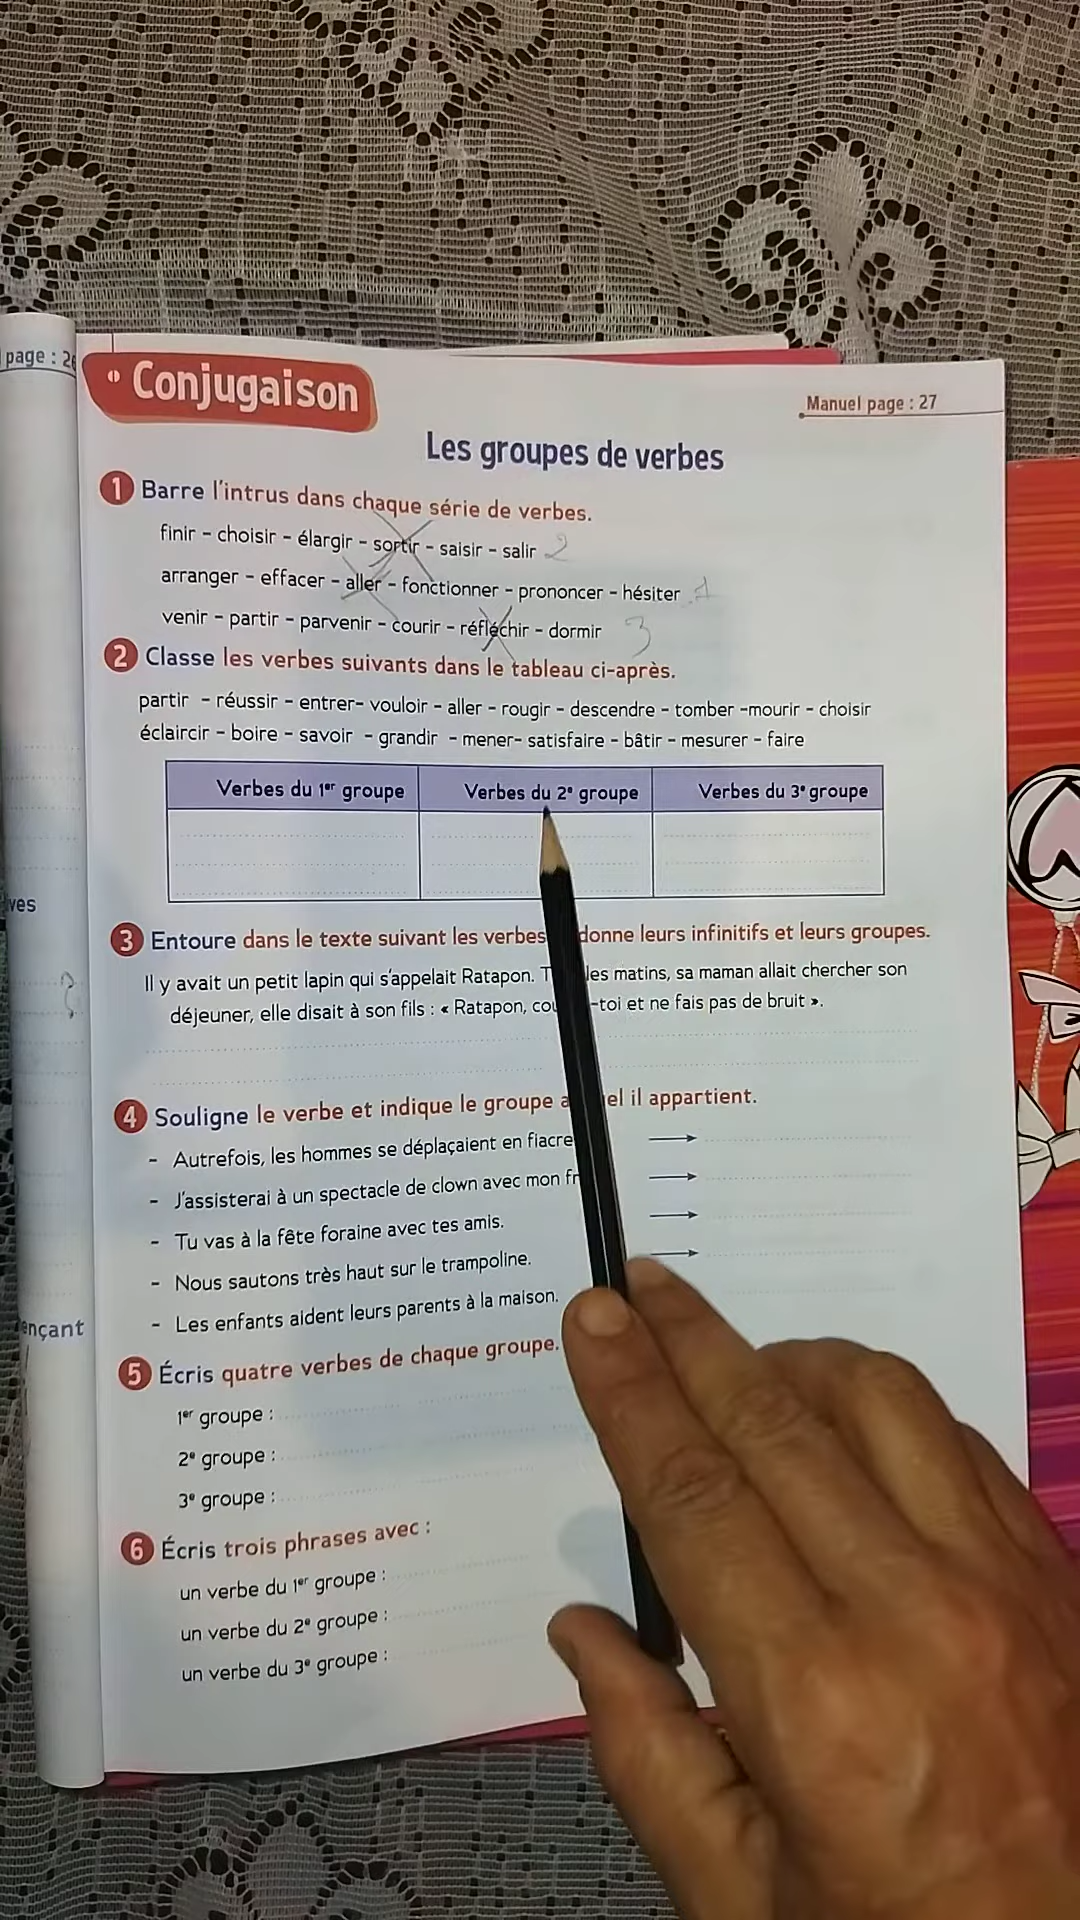 page : 26
Conjugaison
Manuel page : 27
Les groupes de verbes
1 Barre l'intrus dans chaque série de verbes.
finir - choisir - élargir - sortir - saisir - salir 2
arranger - effacer - aller - fonctionner - prononcer - hésiter 1
venir - partir - parvenir - courir - réfléchir - dormir 3
2 Classe les verbes suivants dans le tableau ci-après.
partir - réussir - entrer- vouloir - aller - rougir - descendre - tomber -mourir - choisir
éclaircir - boire - savoir - grandir - mener- satisfaire - bâtir - mesurer - faire
Verbes du 1er groupe Verbes du 2e groupe Verbes du 3e groupe
ves
3 Entoure dans le texte suivant les verbes donne leurs infinitifs et leurs groupes.
Il y avait un petit lapin qui s'appelait Ratapon. les matins, sa maman allait chercher son
déjeuner, elle disait à son fils : « Ratapon, -toi et ne fais pas de bruit ».
4 Souligne le verbe et indique le groupe il appartient.
- Autrefois, les hommes se déplaçaient en fiacre
- J'assisterai à un spectacle de clown avec mon
- Tu vas à la fête foraine avec tes amis.
- Nous sautons très haut sur le trampoline.
- Les enfants aident leurs parents à la maison.
ençant
5 Écris quatre verbes de chaque groupe.
1er groupe :
2e groupe :
3e groupe :
6 Écris trois phrases avec :
un verbe du 1er groupe :
un verbe du 2e groupe :
un verbe du 3e groupe :